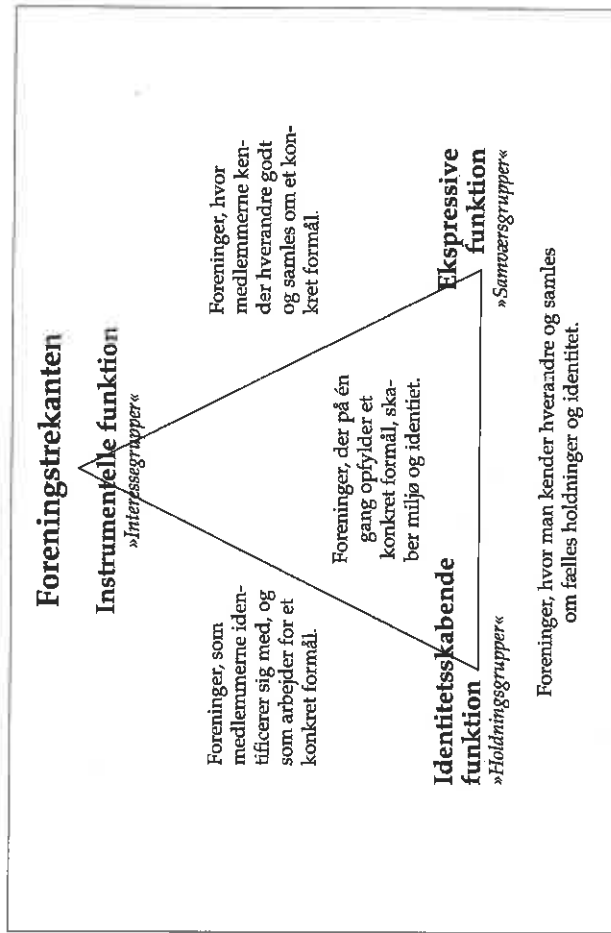 Foreningstrekanten
Instrumentelle funktion
»Interessegrupper«
Foreninger, som
medlemmerne iden-
tificerer sig med, og
som arbejder for et
konkret formål.
Foreninger, hvor
medlemmerne ken-
der hverandre godt
og samles om et kon-
kret formål.
Foreninger, der på én
gang opfylder et
konkret formål, ska-
ber miljø og identiet.
Identitetsskabende
funktion
»Holdningsgrupper«
Ekspressive
funktion
»Samværsgrupper«
Foreninger, hvor man kender hverandre og samles
om fælles holdninger og identitet.